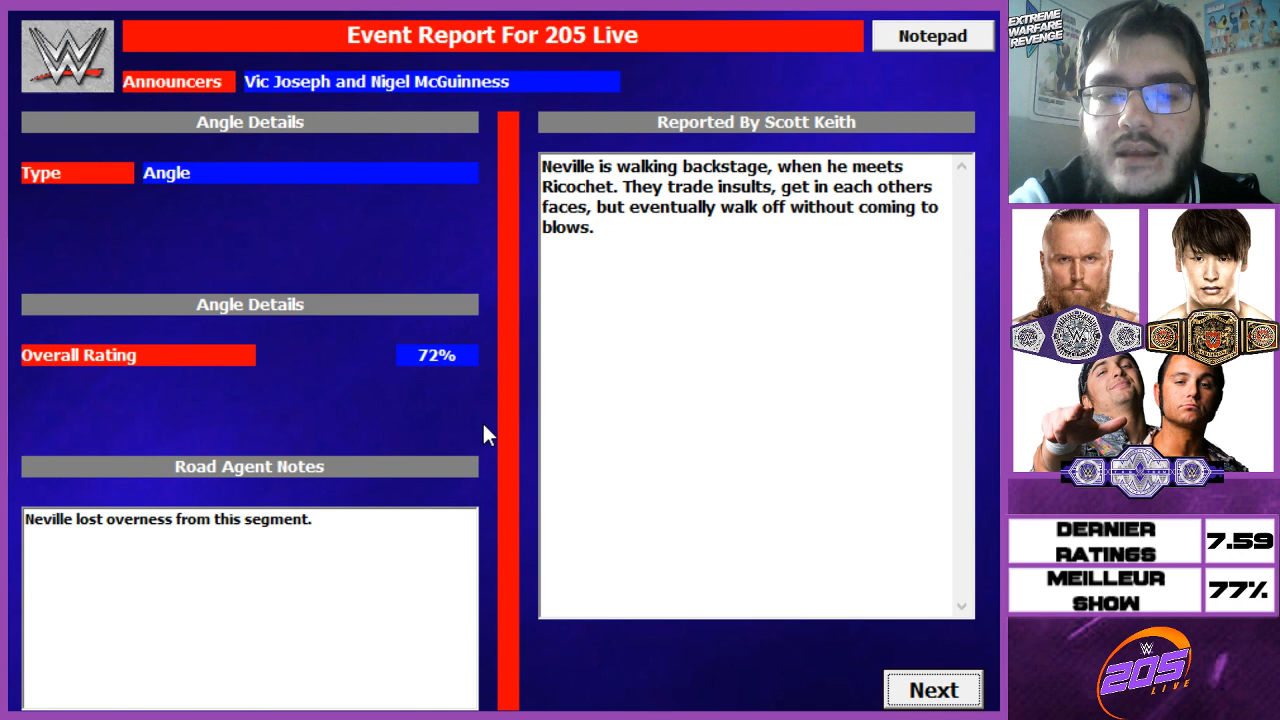 Event Report For 205 Live
Notepad
Announcers
Vic Joseph and Nigel McGuinness
Angle Details
Type
Angle
Angle Details
Overall Rating
72%
Road Agent Notes
Neville lost overness from this segment.
Reported By Scott Keith
Neville is walking backstage, when he meets
Ricochet. They trade insults, get in each others
faces, but eventually walk off without coming to
blows.
Next
EXTREME
WARFARE
REVENGE
DERNIER
RATINGS
7.59
MEILLEUR
SHOW
77%
205
LIVE